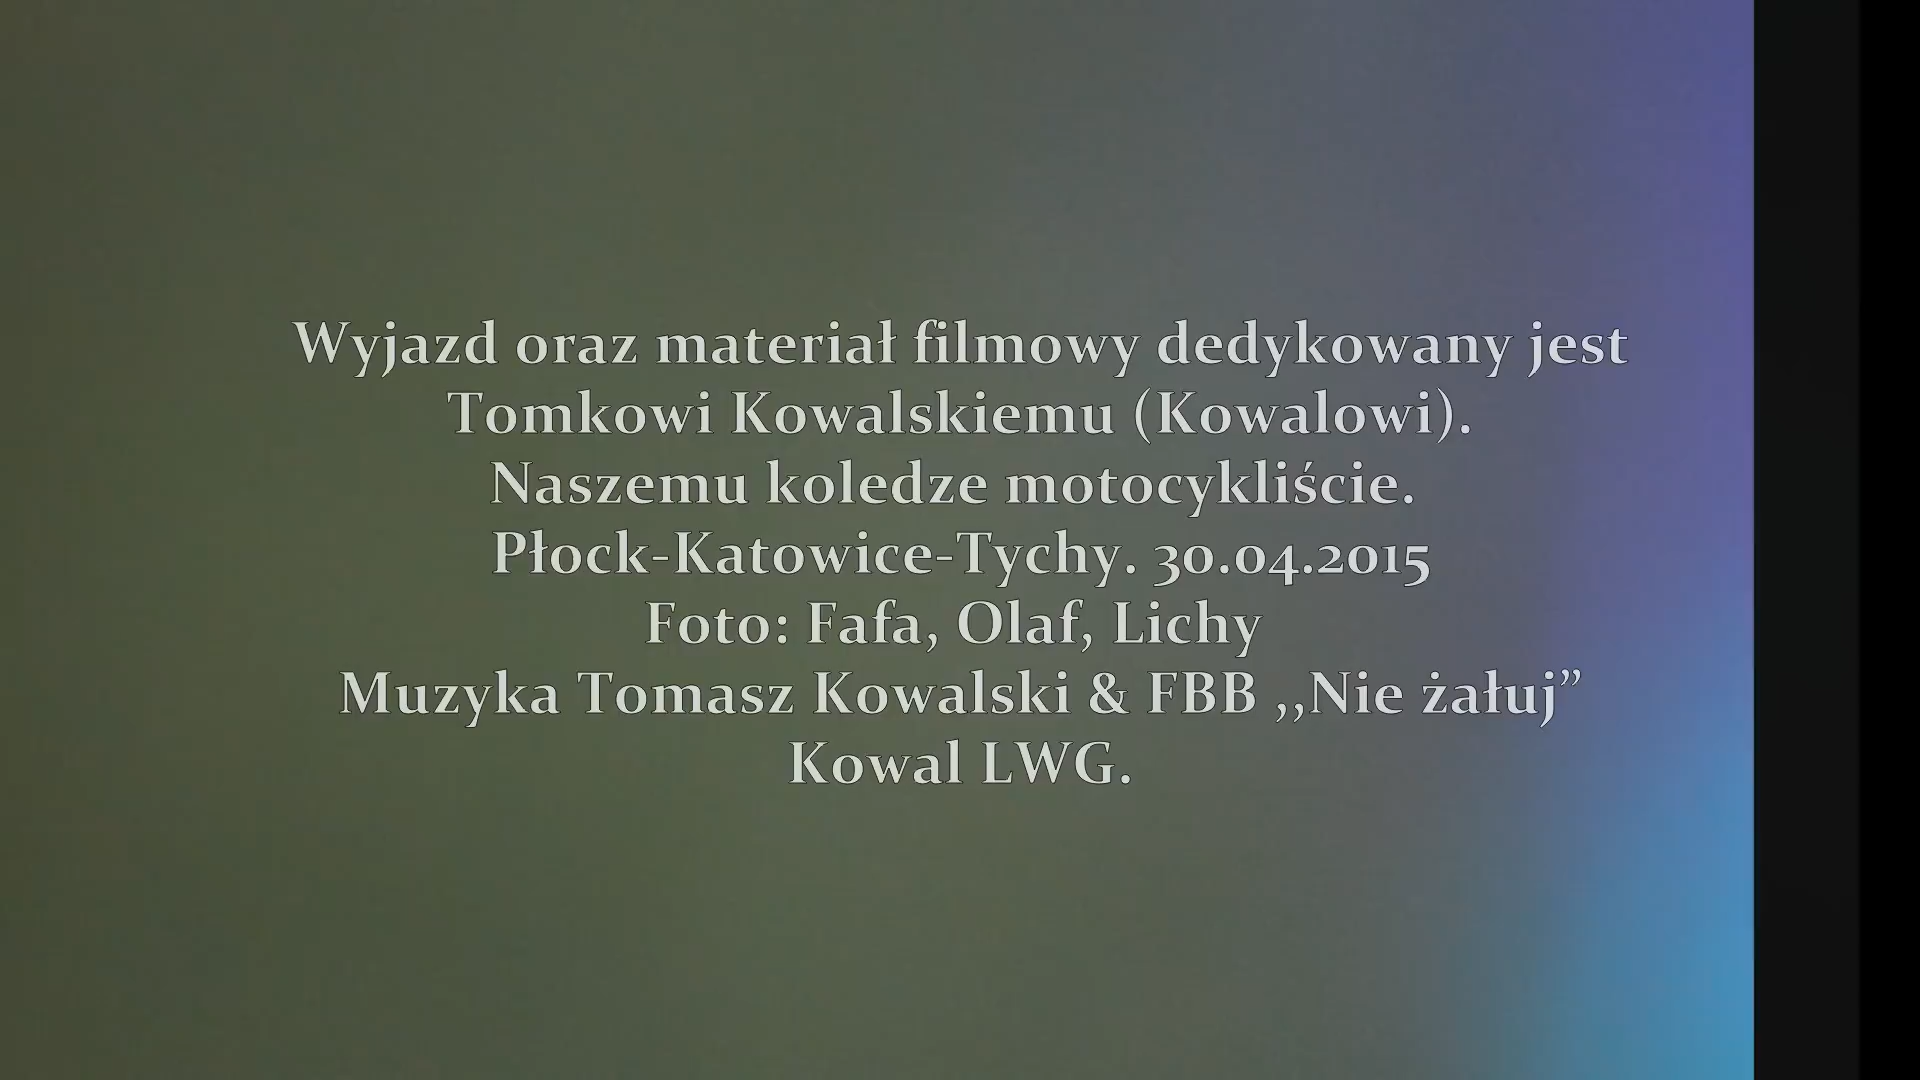 Wyjazd oraz materiał filmowy dedykowany jest
Tomkowi Kowalskiemu (Kowalowi).
Naszemu koledze motocykliście.
Płock-Katowice-Tychy. 30.04.2015
Foto: Fafa, Olaf, Lichy
Muzyka Tomasz Kowalski & FBB ,,Nie żałuj”
Kowal LWG.